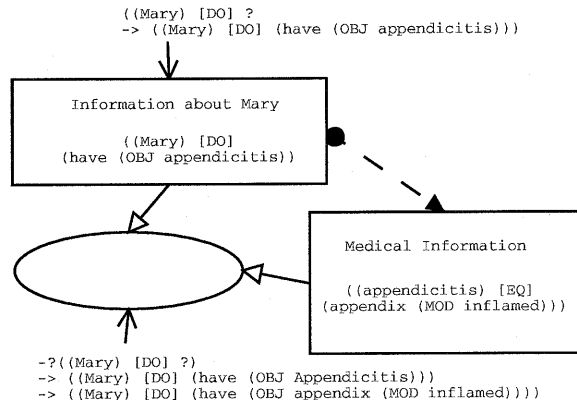 ((Mary) [DO] ?
-> ((Mary) [DO] (have (OBJ appendicitis)))
Information about Mary
((Mary) [DO]
(have (OBJ appendicitis))
Medical Information
((appendicitis) [EQ]
(appendix (MOD inflamed)))
-?((Mary) [DO] ?)
-> ((Mary) [DO] (have (OBJ Appendicitis)))
-> ((Mary) [DO] (have (OBJ appendix (MOD inflamed))))